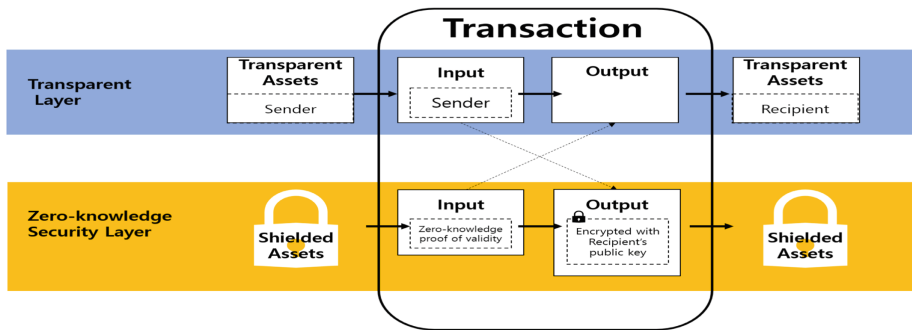 Transaction
Transparent
Layer
Transparent
Assets
Sender
Input
Sender
Output
Transparent
Assets
Recipient
Zero-knowledge
Security Layer
Shielded
Assets
Input
Zero-knowledge
proof of validity
Output
Encrypted with
Recipient's
public key
Shielded
Assets